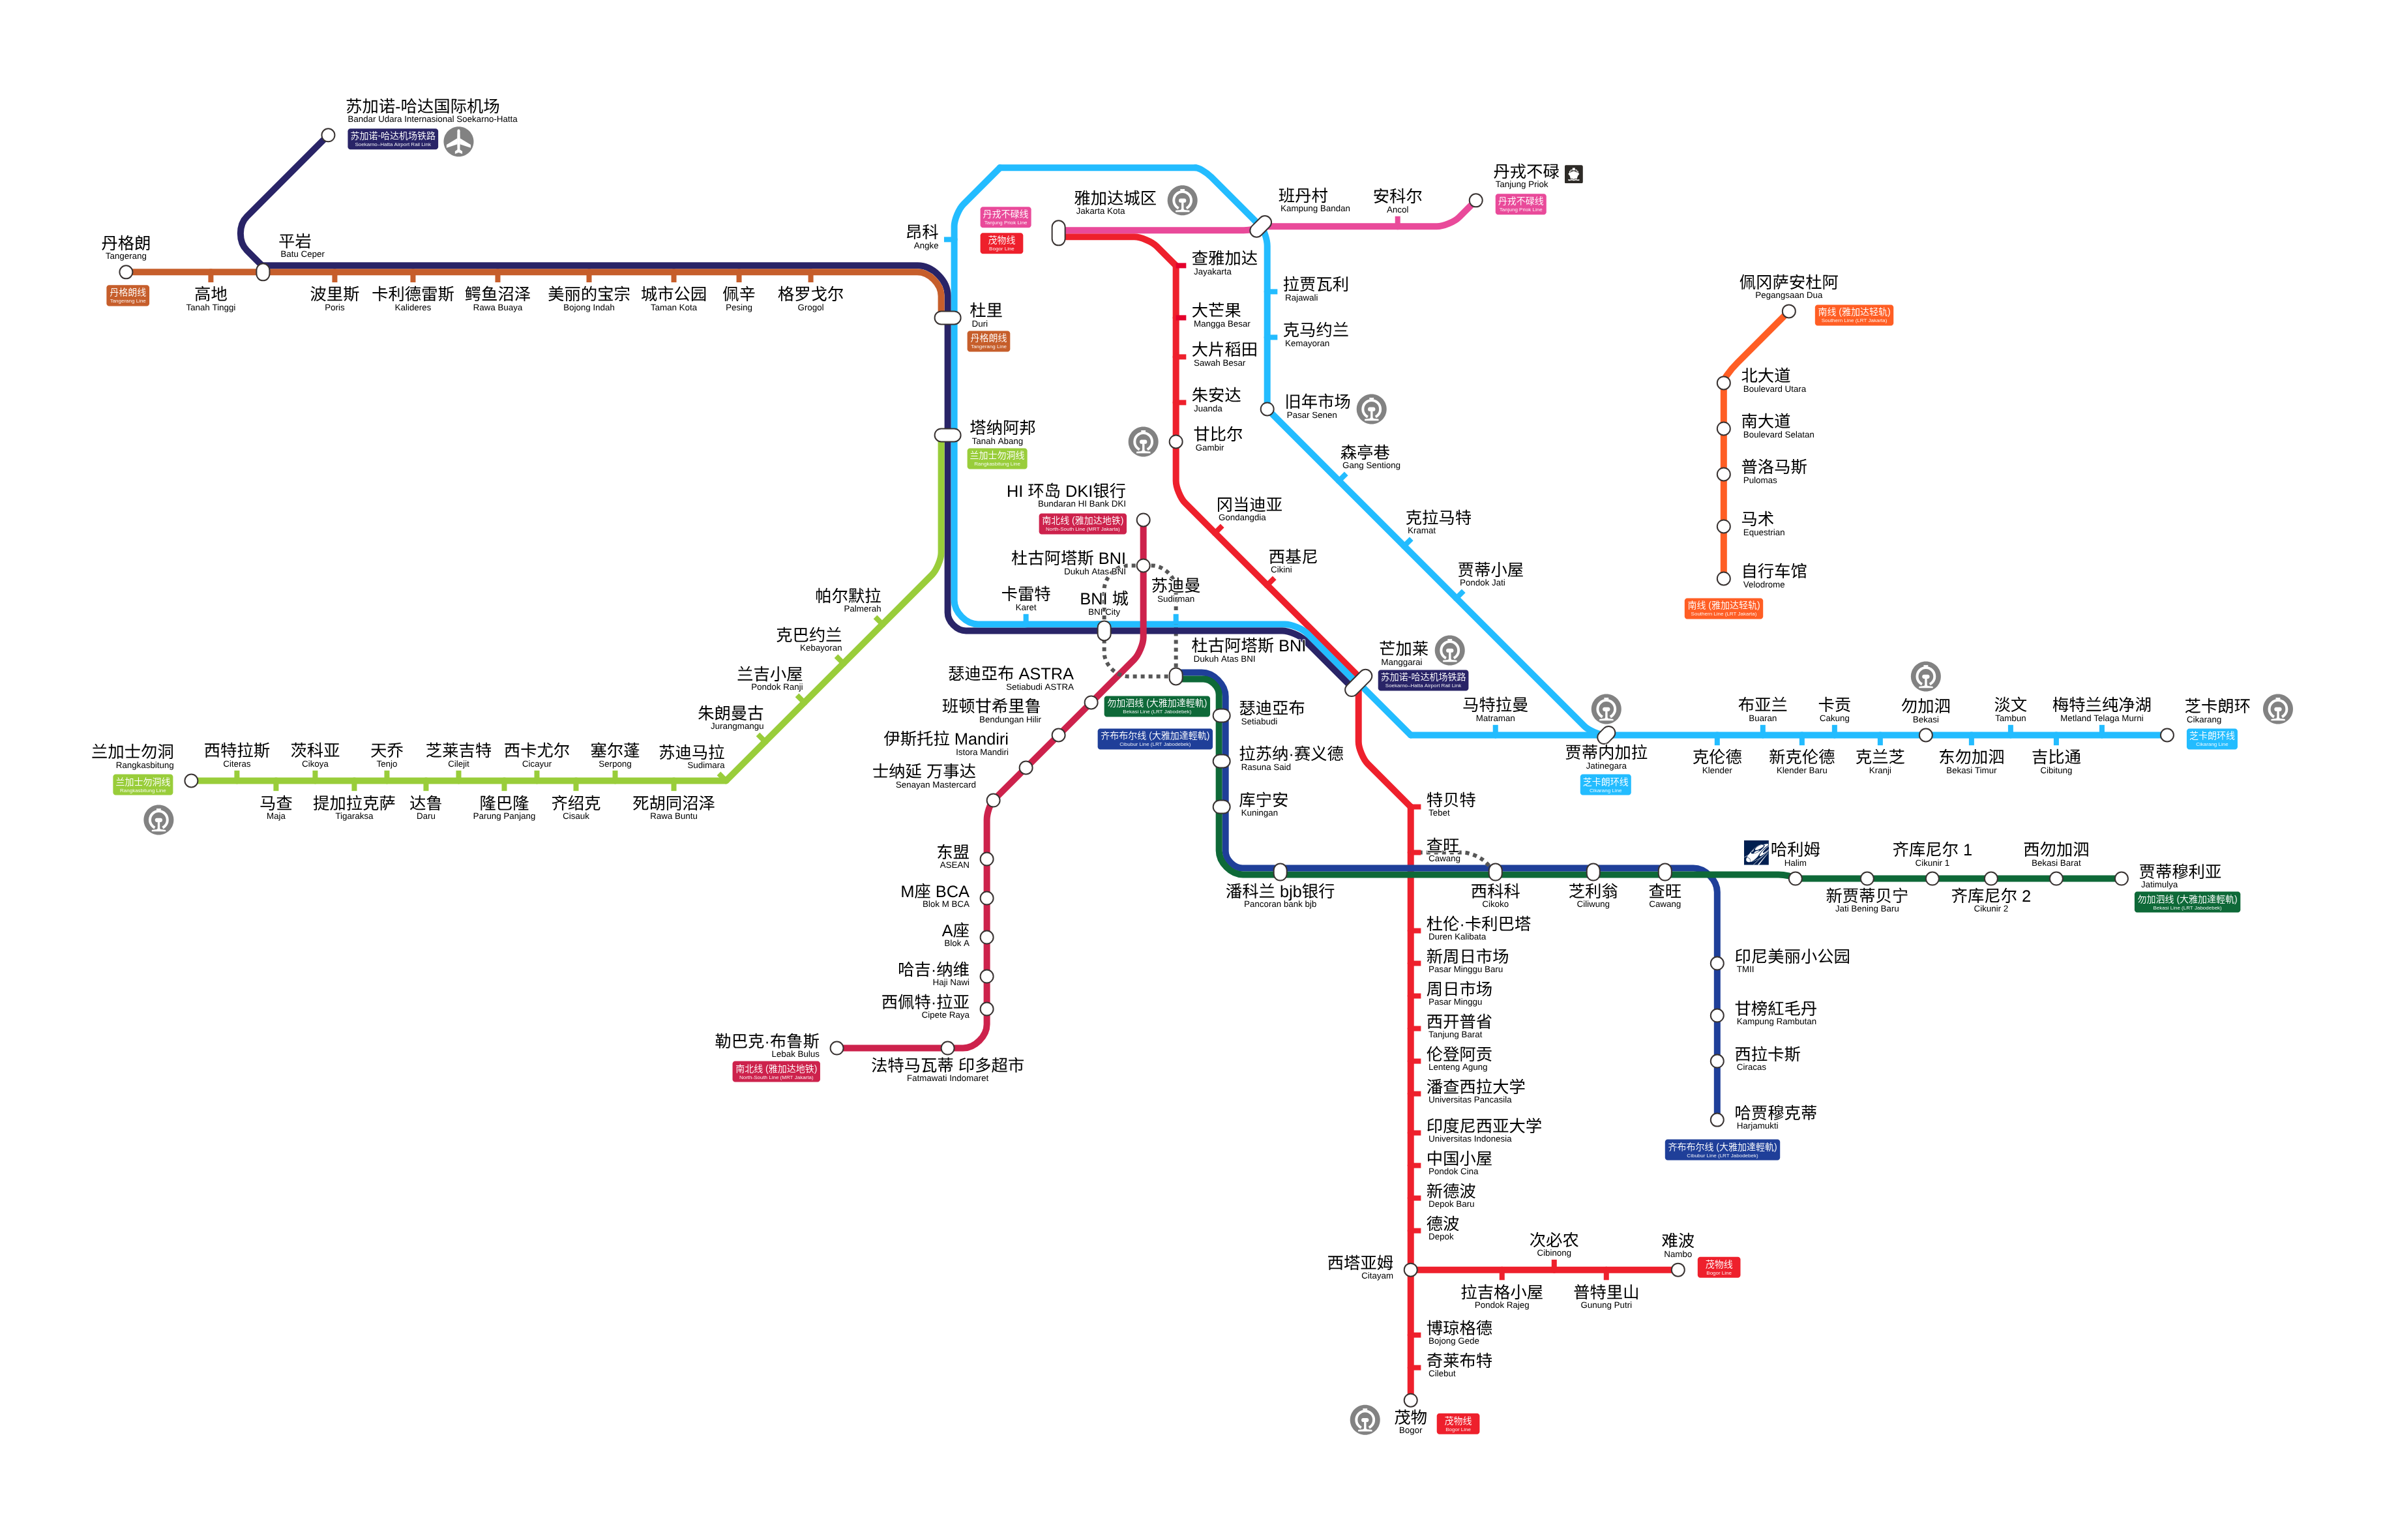 苏加诺-哈达国际机场
Bandar Udara Internasional Soekarno-Hatta
苏加诺-哈达机场铁路
Soekarno–Hatta Airport Rail Link
丹格朗
Tangerang
丹格朗线
Tangerang Line
高地
Tanah Tinggi
平岩
Batu Ceper
波里斯
Poris
卡利德雷斯
Kalideres
鳄鱼沼泽
Rawa Buaya
美丽的宝宗
Bojong Indah
城市公园
Taman Kota
佩辛
Pesing
格罗戈尔
Grogol
昂科
Angke
杜里
Duri
丹格朗线
Tangerang Line
塔纳阿邦
Tanah Abang
兰加士勿洞线
Rangkasbitung Line
雅加达城区
Jakarta Kota
丹戎不碌线
Tanjung Priok Line
茂物线
Bogor Line
班丹村
Kampung Bandan
安科尔
Ancol
丹戎不碌
Tanjung Priok
丹戎不碌线
Tanjung Priok Line
查雅加达
Jayakarta
大芒果
Mangga Besar
大片稻田
Sawah Besar
朱安达
Juanda
甘比尔
Gambir
冈当迪亚
Gondangdia
西基尼
Cikini
拉贾瓦利
Rajawali
克马约兰
Kemayoran
旧年市场
Pasar Senen
森亭巷
Gang Sentiong
克拉马特
Kramat
贾蒂小屋
Pondok Jati
佩冈萨安杜阿
Pegangsaan Dua
南线 (雅加达轻轨)
Southern Line (LRT Jakarta)
北大道
Boulevard Utara
南大道
Boulevard Selatan
普洛马斯
Pulomas
马术
Equestrian
自行车馆
Velodrome
南线 (雅加达轻轨)
Southern Line (LRT Jakarta)
HI 环岛 DKI银行
Bundaran HI Bank DKI
南北线 (雅加达地铁)
North-South Line (MRT Jakarta)
杜古阿塔斯 BNI
Dukuh Atas BNI
苏迪曼
Sudirman
卡雷特
Karet
BNI 城
BNI City
杜古阿塔斯 BNI
Dukuh Atas BNI
勿加泗线 (大雅加達輕軌)
Bekasi Line (LRT Jabodebek)
齐布布尔线 (大雅加達輕軌)
Cibubur Line (LRT Jabodebek)
芒加莱
Manggarai
苏加诺-哈达机场铁路
Soekarno–Hatta Airport Rail Link
马特拉曼
Matraman
贾蒂内加拉
Jatinegara
芝卡朗环线
Cikarang Line
克伦德
Klender
布亚兰
Buaran
新克伦德
Klender Baru
卡贡
Cakung
克兰芝
Kranji
勿加泗
Bekasi
东勿加泗
Bekasi Timur
淡文
Tambun
吉比通
Cibitung
梅特兰纯净湖
Metland Telaga Murni
芝卡朗环
Cikarang
芝卡朗环线
Cikarang Line
帕尔默拉
Palmerah
克巴约兰
Kebayoran
兰吉小屋
Pondok Ranji
朱朗曼古
Jurangmangu
苏迪马拉
Sudimara
兰加士勿洞
Rangkasbitung
兰加士勿洞线
Rangkasbitung Line
西特拉斯
Citeras
马查
Maja
茨科亚
Cikoya
提加拉克萨
Tigaraksa
天乔
Tenjo
达鲁
Daru
芝莱吉特
Cilejit
隆巴隆
Parung Panjang
西卡尤尔
Cicayur
齐绍克
Cisauk
塞尔蓬
Serpong
死胡同沼泽
Rawa Buntu
瑟迪亞布 ASTRA
Setiabudi ASTRA
班顿甘希里鲁
Bendungan Hilir
伊斯托拉 Mandiri
Istora Mandiri
士纳延 万事达
Senayan Mastercard
东盟
ASEAN
M座 BCA
Blok M BCA
A座
Blok A
哈吉·纳维
Haji Nawi
西佩特·拉亚
Cipete Raya
法特马瓦蒂 印多超市
Fatmawati Indomaret
勒巴克·布鲁斯
Lebak Bulus
南北线 (雅加达地铁)
North-South Line (MRT Jakarta)
瑟迪亞布
Setiabudi
拉苏纳·赛义德
Rasuna Said
库宁安
Kuningan
潘科兰 bjb银行
Pancoran bank bjb
西科科
Cikoko
芝利翁
Ciliwung
查旺
Cawang
哈利姆
Halim
新贾蒂贝宁
Jati Bening Baru
齐库尼尔 1
Cikunir 1
齐库尼尔 2
Cikunir 2
西勿加泗
Bekasi Barat
贾蒂穆利亚
Jatimulya
勿加泗线 (大雅加達輕軌)
Bekasi Line (LRT Jabodebek)
印尼美丽小公园
TMII
甘榜紅毛丹
Kampung Rambutan
西拉卡斯
Ciracas
哈贾穆克蒂
Harjamukti
齐布布尔线 (大雅加達輕軌)
Cibubur Line (LRT Jabodebek)
特贝特
Tebet
查旺
Cawang
杜伦·卡利巴塔
Duren Kalibata
新周日市场
Pasar Minggu Baru
周日市场
Pasar Minggu
西开普省
Tanjung Barat
伦登阿贡
Lenteng Agung
潘查西拉大学
Universitas Pancasila
印度尼西亚大学
Universitas Indonesia
中国小屋
Pondok Cina
新德波
Depok Baru
德波
Depok
西塔亚姆
Citayam
拉吉格小屋
Pondok Rajeg
次必农
Cibinong
普特里山
Gunung Putri
难波
Nambo
茂物线
Bogor Line
博琼格德
Bojong Gede
奇莱布特
Cilebut
茂物
Bogor
茂物线
Bogor Line